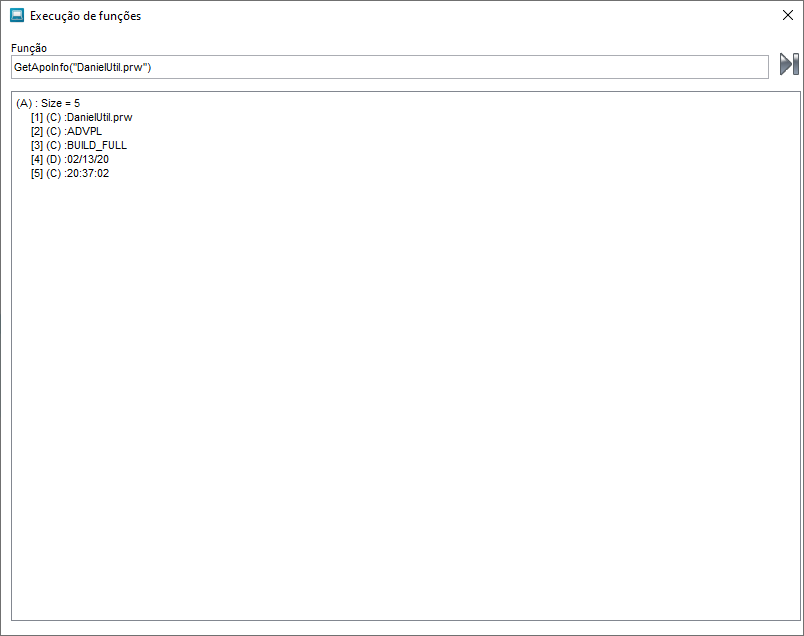 Execução de funções
Função
GetApoInfo("DanielUtil.prw")
(A) : Size = 5
[1] (C) :DanielUtil.prw
[2] (C) :ADVPL
[3] (C) :BUILD_FULL
[4] (D) :02/13/20
[5] (C) :20:37:02